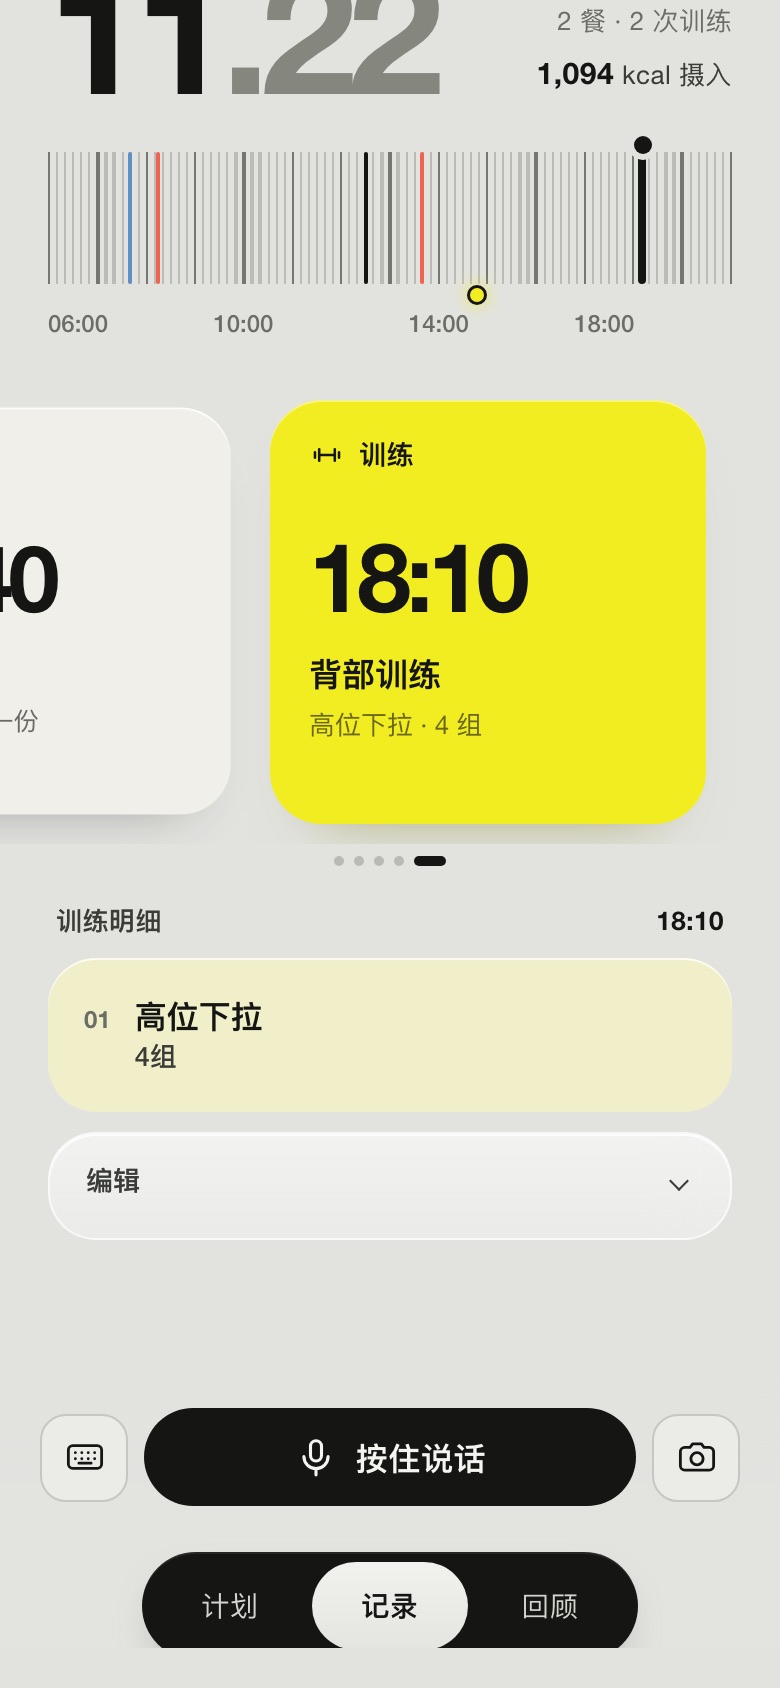 11.22
2 餐 · 2 次训练
1,094 kcal 摄入
06:00 10:00 14:00 18:00
训练
18:10
背部训练
高位下拉 · 4 组
0
一份
训练明细 18:10
01 高位下拉
4组
编辑
按住说话
计划 记录 回顾